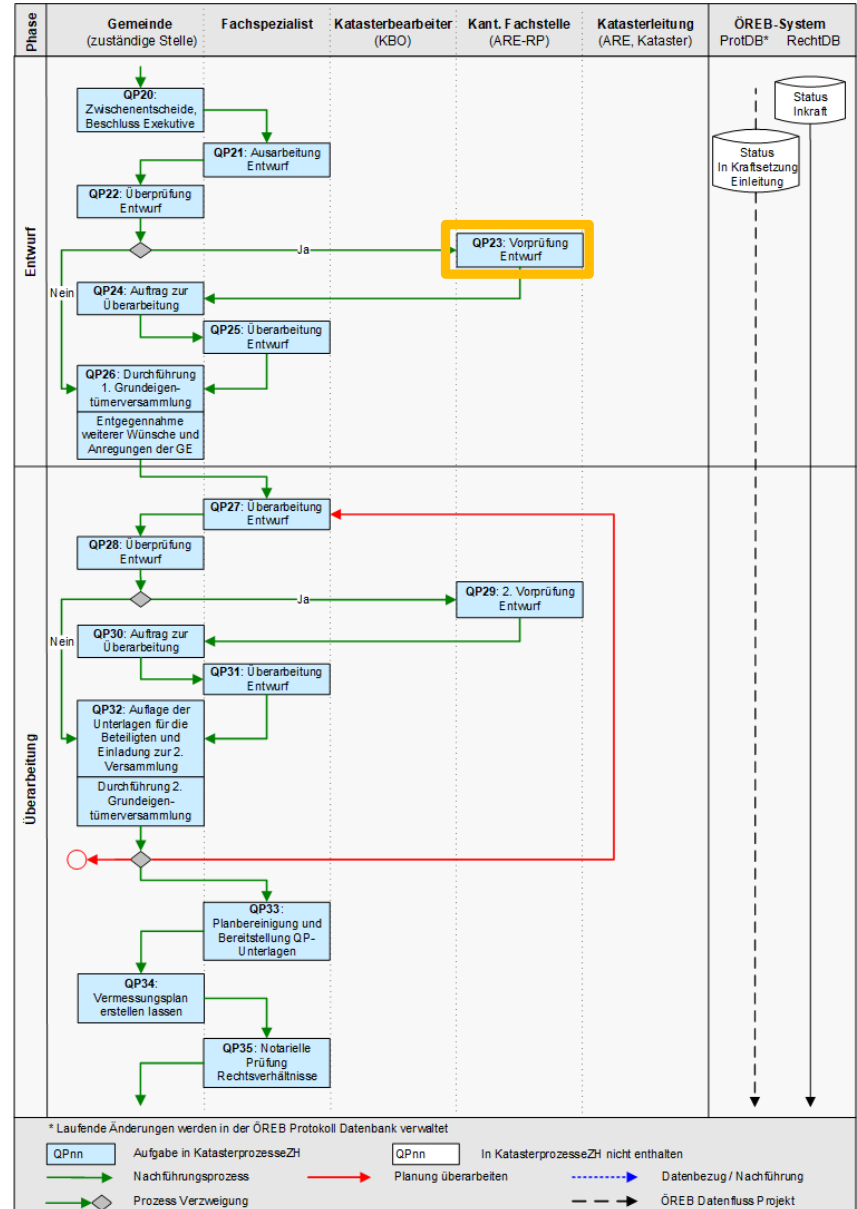 Phase
Gemeinde
(zuständige Stelle)
Fachspezialist
Katasterbearbeiter
(KBO)
Kant. Fachstelle
(ARE-RP)
Katasterleitung
(ARE, Kataster)
ÖREB-System
ProtDB* RechtDB
Entwurf
QP20:
Zwischenentscheide,
Beschluss Exekutive
Status
Inkraft
QP21: Ausarbeitung
Entwurf
Status
In Kraftsetzung
Einleitung
QP22: Überprüfung
Entwurf
Ja
QP23: Vorprüfung
Entwurf
Nein
QP24: Auftrag zur
Überarbeitung
QP25: Überarbeitung
Entwurf
QP26: Durchführung
1. Grundeigen-
tümerversammlung
Entgegennahme
weiterer Wünsche und
Anregungen der GE
Überarbeitung
QP27: Überarbeitung
Entwurf
QP28: Überprüfung
Entwurf
Ja
QP29: 2. Vorprüfung
Entwurf
Nein
QP30: Auftrag zur
Überarbeitung
QP31: Überarbeitung
Entwurf
QP32: Auflage der
Unterlagen für die
Beteiligten und
Einladung zur 2.
Versammlung
Durchführung 2.
Grundeigen-
tümerversammlung
QP33:
Planbereinigung und
Bereitstellung QP-
Unterlagen
QP34:
Vermessungsplan
erstellen lassen
QP35: Notarielle
Prüfung
Rechtsverhältnisse
* Laufende Änderungen werden in der ÖREB Protokoll Datenbank verwaltet
QPnn Aufgabe in KatasterprozesseZH QPnn In KatasterprozesseZH nicht enthalten
Nachführungsprozess Planung überarbeiten Datenbezug / Nachführung
Prozess Verzweigung ÖREB Datenfluss Projekt